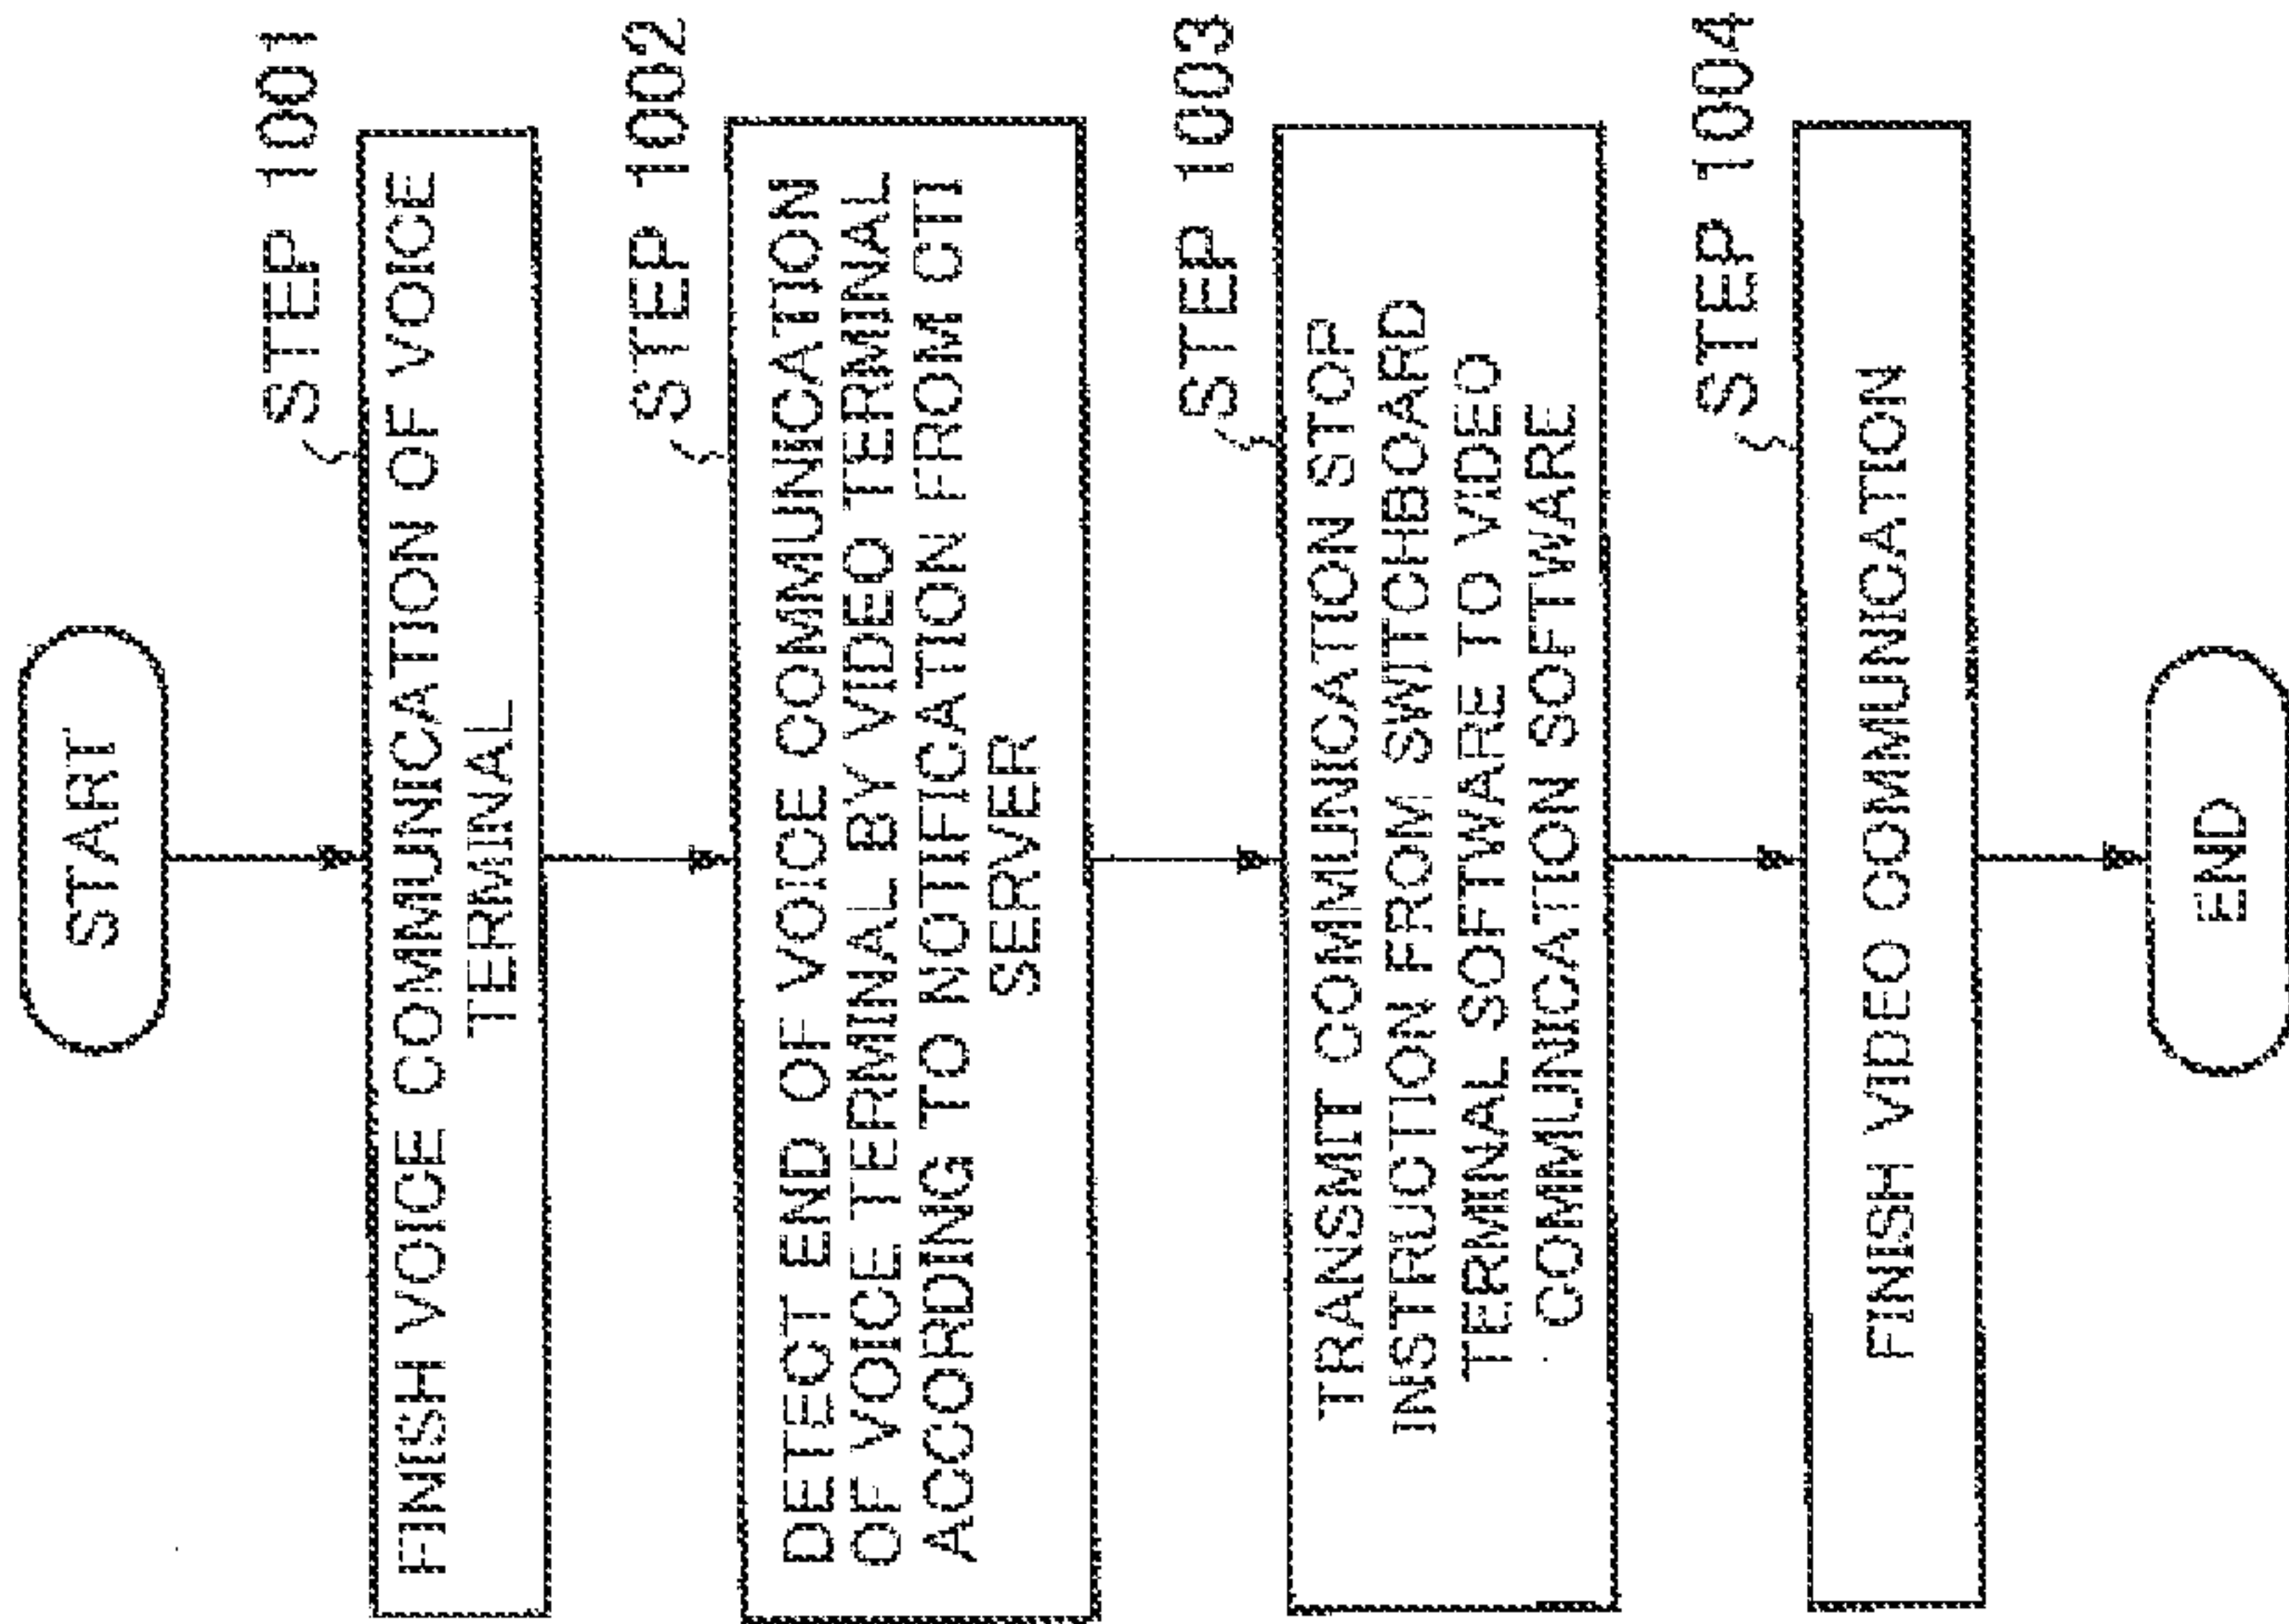 START
STEP 1001
FINISH VOICE COMMUNICATION OF VOICE
TERMINAL
STEP 1002
DETECT END OF VOICE COMMUNICATION
OF VOICE TERMINAL BY VIDEO TERMINAL
ACCORDING TO NOTIFICATION FROM CTI
SERVER
STEP 1003
TRANSMIT COMMUNICATION STOP
INSTRUCTION FROM SWITCHBOARD
TERMINAL SOFTWARE TO VIDEO
COMMUNICATION SOFTWARE
STEP 1004
FINISH VIDEO COMMUNICATION
END